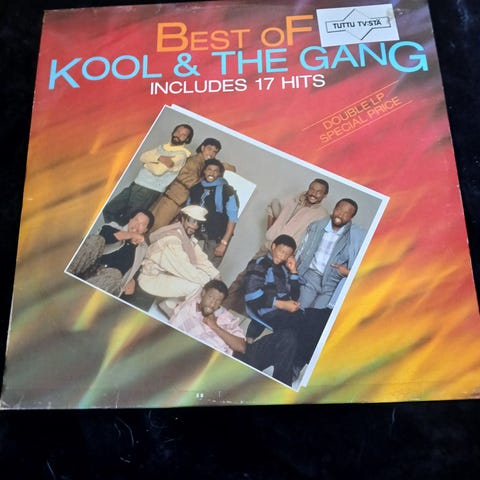 BEST OF
TUTTU TV:STÄ
KOOL & THE GANG
INCLUDES 17 HITS
DOUBLE LP
SPECIAL PRICE